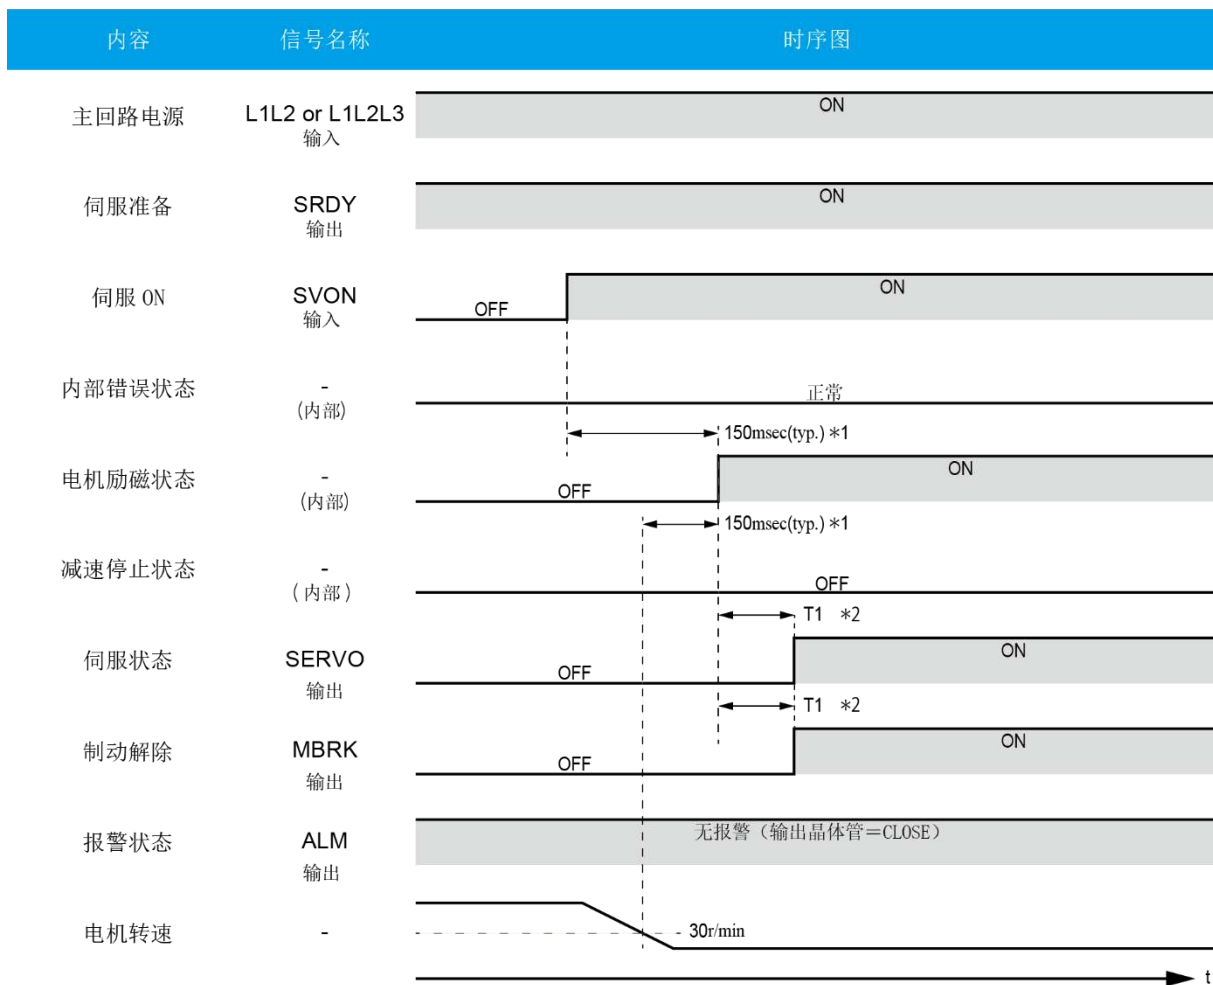 内容 信号名称 时序图
主回路电源 L1L2 or L1L2L3 ON
输入
伺服准备 SRDY ON
输出
伺服 ON SVON OFF ON
输入
内部错误状态 - 正常
(内部)
150msec(typ.) *1
电机励磁状态 - OFF ON
(内部)
150msec(typ.) *1
减速停止状态 - OFF
(内部)
T1 *2
伺服状态 SERVO OFF ON
输出
T1 *2
制动解除 MBRK OFF ON
输出
报警状态 ALM 无报警（输出晶体管＝CLOSE）
输出
电机转速 - 30r/min
t